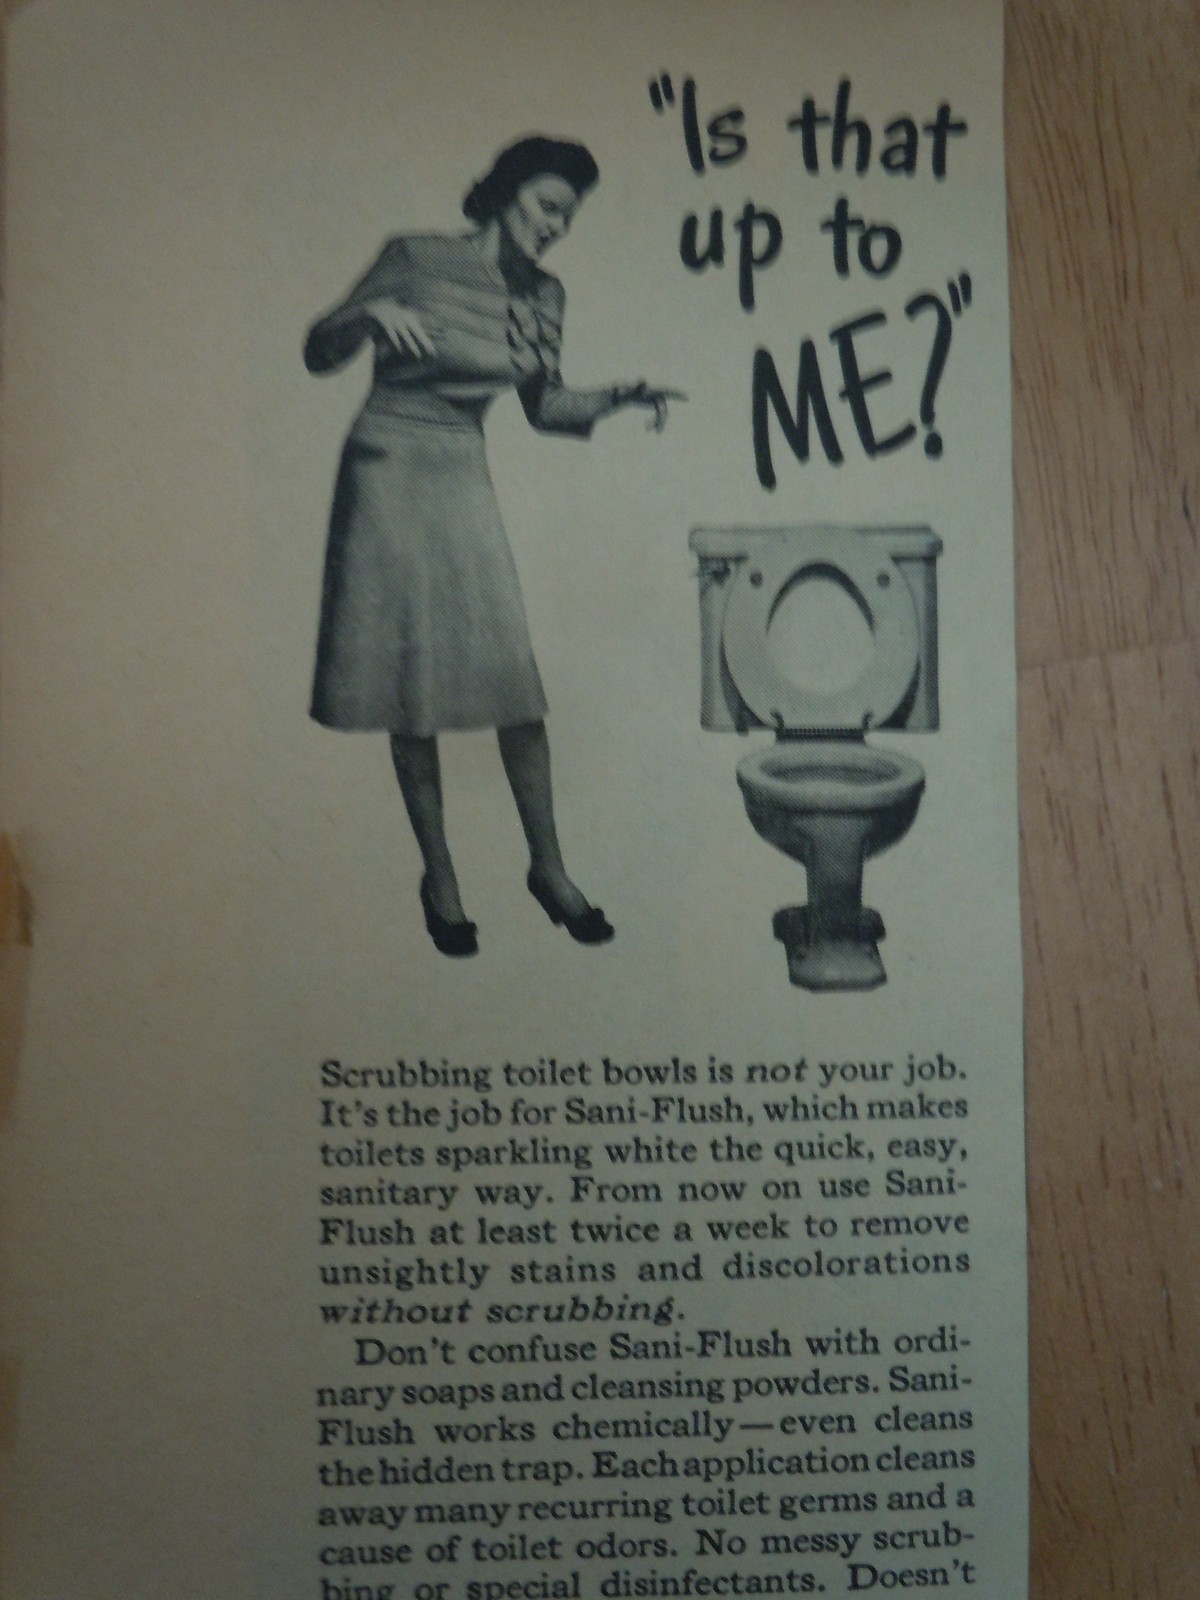 "Is that
up to
ME?"
Scrubbing toilet bowls is not your job.
It's the job for Sani-Flush, which makes
toilets sparkling white the quick, easy,
sanitary way. From now on use Sani-
Flush at least twice a week to remove
unsightly stains and discolorations
without scrubbing.
Don't confuse Sani-Flush with ordi-
nary soaps and cleansing powders. Sani-
Flush works chemically—even cleans
the hidden trap. Each application cleans
away many recurring toilet germs and a
cause of toilet odors. No messy scrub-
bing or special disinfectants. Doesn't